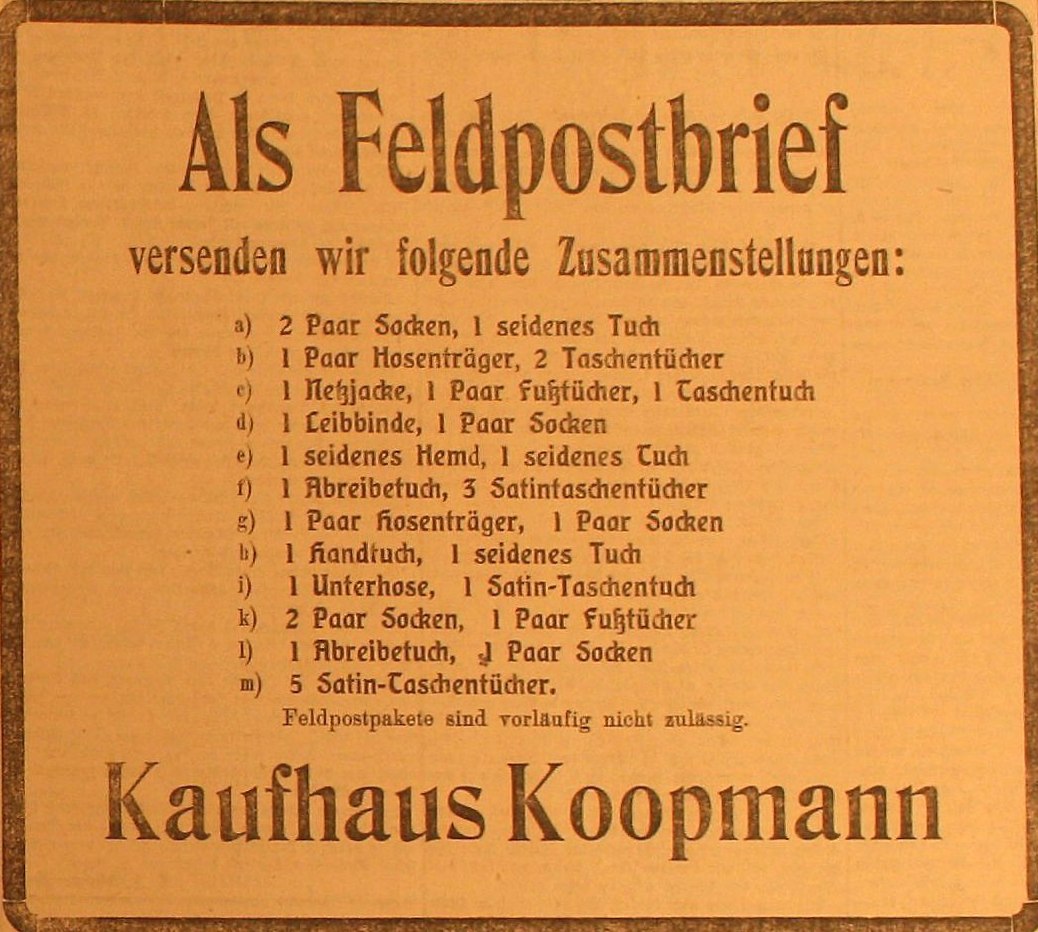 Als Feldpostbrief
versenden wir folgende Zusammenstellungen:
a) 2 Paar Socken, 1 seidenes Tuch
b) 1 Paar Hosenträger, 2 Taschentücher
c) 1 Netzjacke, 1 Paar Fußtücher, 1 Taschentuch
d) 1 Leibbinde, 1 Paar Socken
e) 1 seidenes Hemd, 1 seidenes Tuch
f) 1 Abreibetuch, 3 Satintaschentücher
g) 1 Paar Hosenträger, 1 Paar Socken
h) 1 Handtuch, 1 seidenes Tuch
i) 1 Unterhose, 1 Satin-Taschentuch
k) 2 Paar Socken, 1 Paar Fußtücher
l) 1 Abreibetuch, 1 Paar Socken
m) 5 Satin-Taschentücher.
Feldpostpakete sind vorläufig nicht zulässig.
Kaufhaus Koopmann